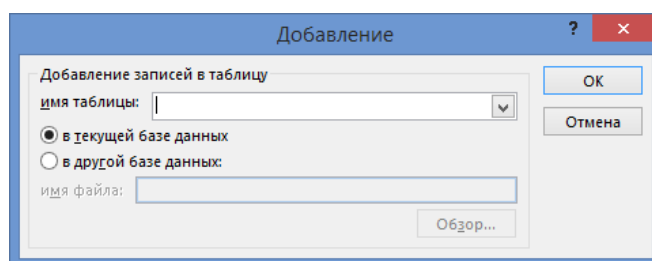 Добавление
?
Добавление записей в таблицу
имя таблицы:
ОК
Отмена
в текущей базе данных
в другой базе данных:
имя файла:
Обзор...